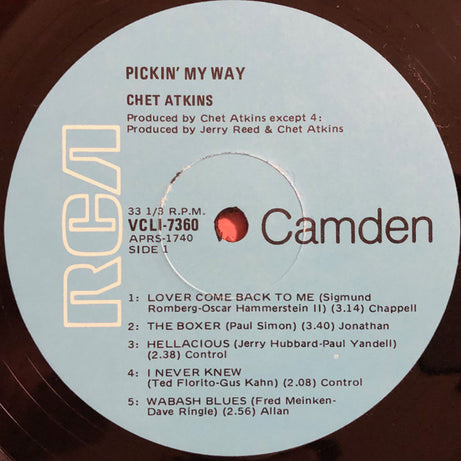 PICKIN' MY WAY
CHET ATKINS
Produced by Chet Atkins except 4:
Produced by Jerry Reed & Chet Atkins
RCA
33 1/3 R.P.M.
VCL1-7360
APRS-1740
SIDE 1
Camden
1: LOVER COME BACK TO ME (Sigmund
Romberg-Oscar Hammerstein II) (3.14) Chappell
2: THE BOXER (Paul Simon) (3.40) Jonathan
3: HELLACIOUS (Jerry Hubbard-Paul Yandell)
(2.38) Control
4: I NEVER KNEW
(Ted Florito-Gus Kahn) (2.08) Control
5: WABASH BLUES (Fred Meinken-
Dave Ringle) (2.56) Allan